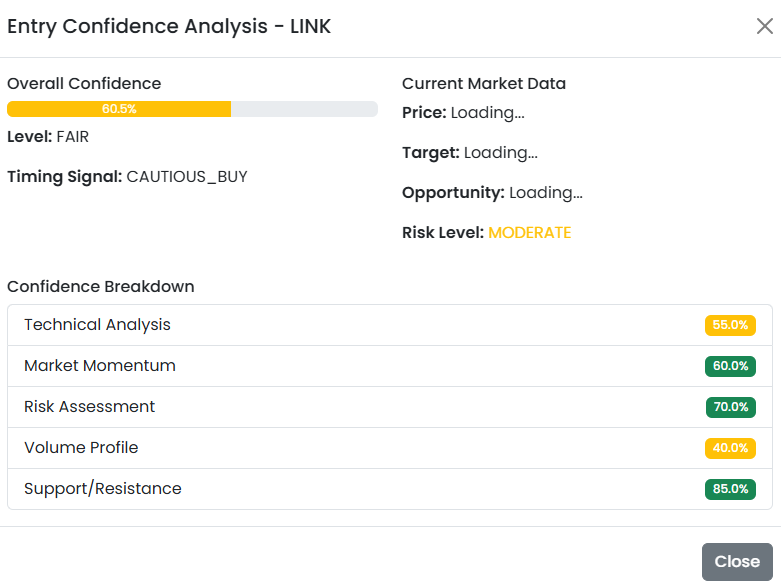 Entry Confidence Analysis - LINK
Overall Confidence
60.5%
Level: FAIR
Timing Signal: CAUTIOUS_BUY
Current Market Data
Price: Loading...
Target: Loading...
Opportunity: Loading...
Risk Level: MODERATE
Confidence Breakdown
Technical Analysis 55.0%
Market Momentum 60.0%
Risk Assessment 70.0%
Volume Profile 40.0%
Support/Resistance 85.0%
Close